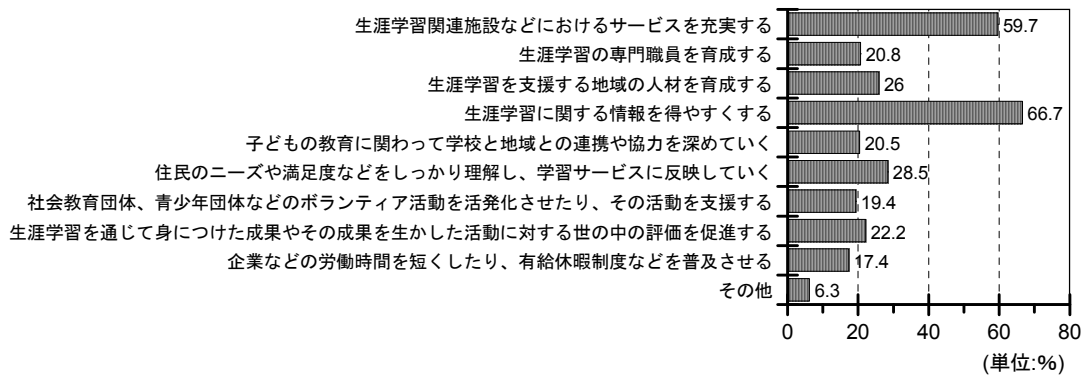 生涯学習関連施設などにおけるサービスを充実する 59.7
生涯学習の専門職員を育成する 20.8
生涯学習を支援する地域の人材を育成する 26
生涯学習に関する情報を得やすくする 66.7
子どもの教育に関わって学校と地域との連携や協力を深めていく 20.5
住民のニーズや満足度などをしっかり理解し、学習サービスに反映していく 28.5
社会教育団体、青少年団体などのボランティア活動を活発化させたり、その活動を支援する 19.4
生涯学習を通じて身につけた成果やその成果を生かした活動に対する世の中の評価を促進する 22.2
企業などの労働時間を短くしたり、有給休暇制度などを普及させる 17.4
その他 6.3
0 20 40 60 80
(単位:%)